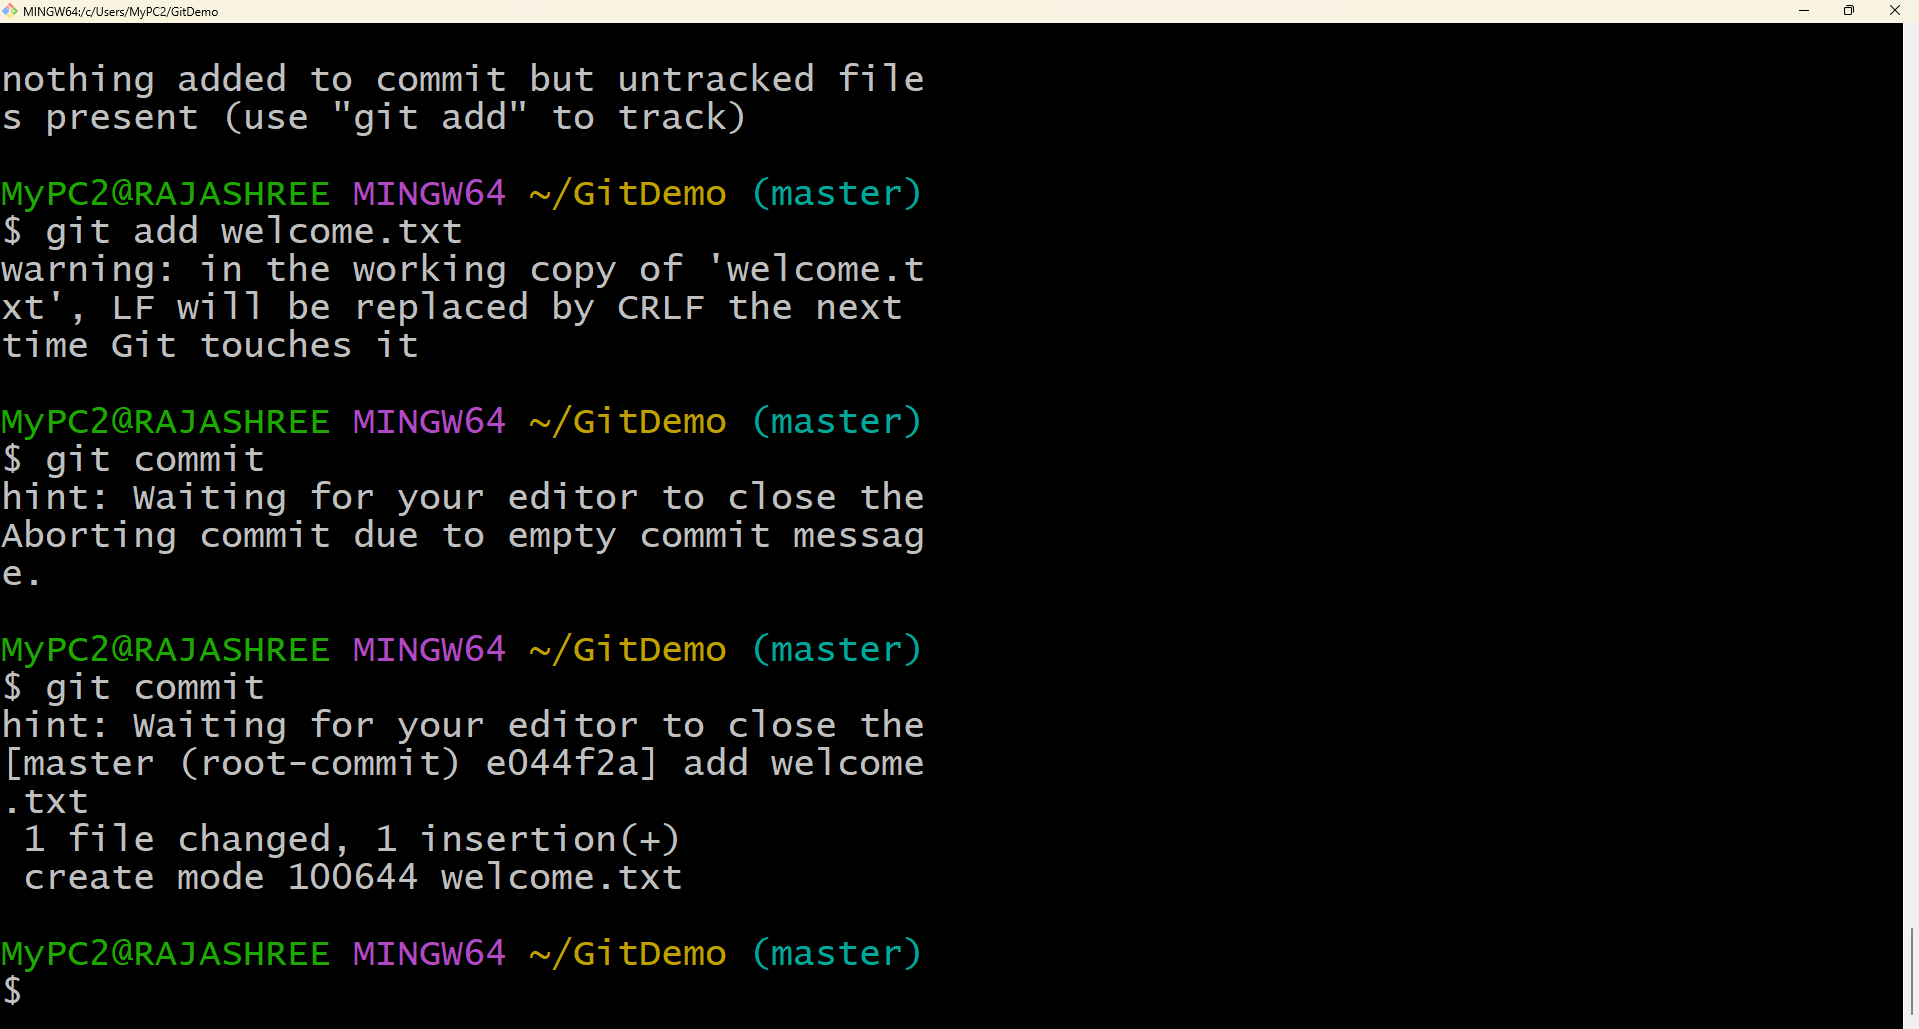 MINGW64:/c/Users/MyPC2/GitDemo
nothing added to commit but untracked file
s present (use "git add" to track)
MyPC2@RAJASHREE MINGW64 ~/GitDemo (master)
$ git add welcome.txt
warning: in the working copy of 'welcome.t
xt', LF will be replaced by CRLF the next
time Git touches it
MyPC2@RAJASHREE MINGW64 ~/GitDemo (master)
$ git commit
hint: Waiting for your editor to close the
Aborting commit due to empty commit messag
e.
MyPC2@RAJASHREE MINGW64 ~/GitDemo (master)
$ git commit
hint: Waiting for your editor to close the
[master (root-commit) e044f2a] add welcome
.txt
 1 file changed, 1 insertion(+)
 create mode 100644 welcome.txt
MyPC2@RAJASHREE MINGW64 ~/GitDemo (master)
$